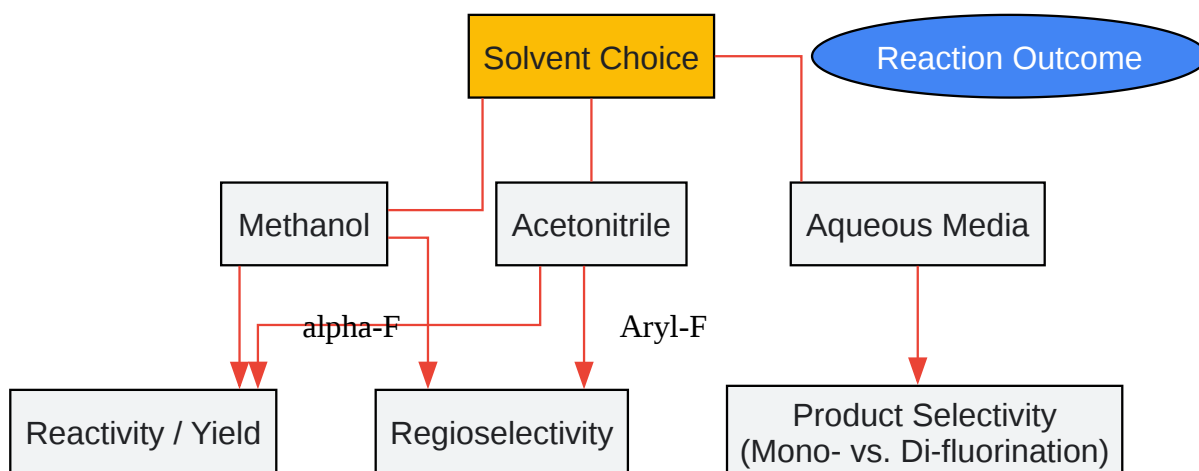 Solvent Choice
Reaction Outcome
Methanol
Acetonitrile
Aqueous Media
alpha-F
Aryl-F
Reactivity / Yield
Regioselectivity
Product Selectivity
(Mono- vs. Di-fluorination)